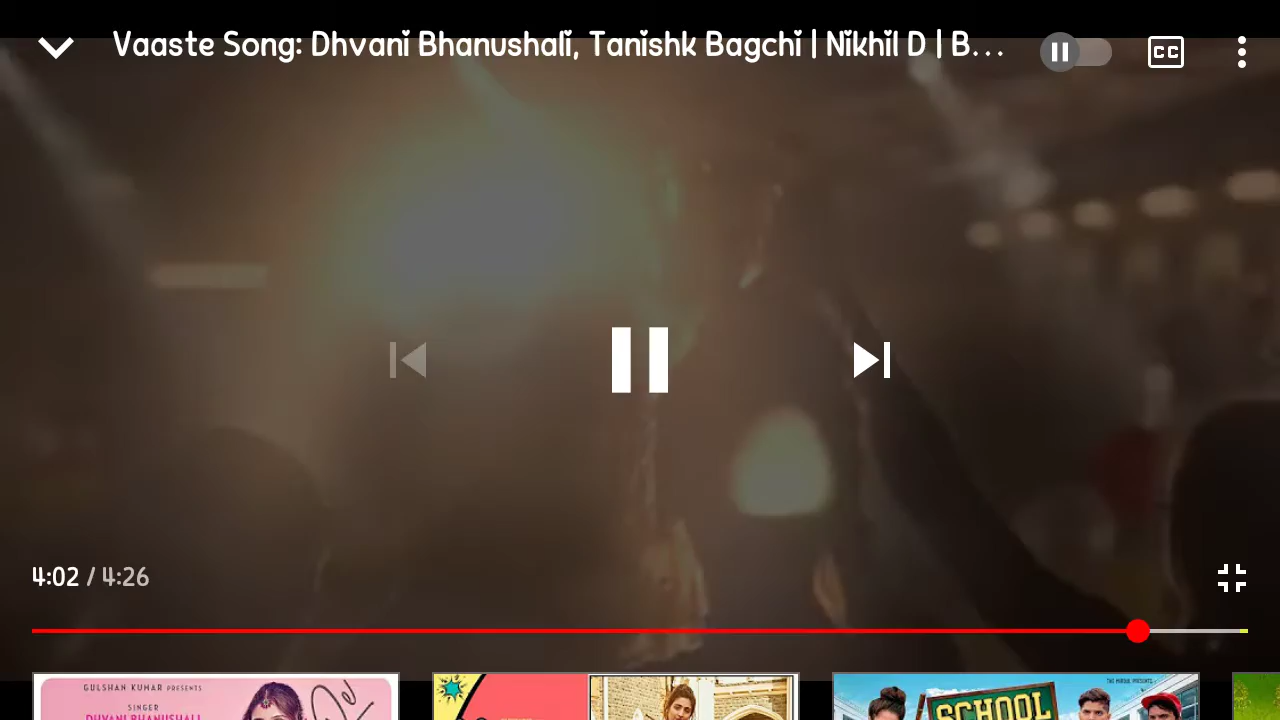 Vaaste Song: Dhvani Bhanushali, Tanishk Bagchi | Nikhil D | B...
CC
4:02 / 4:26
GULSHAN KUMAR PRESENTS
SINGER
DHVANI BHANUSHALI
SCHOOL